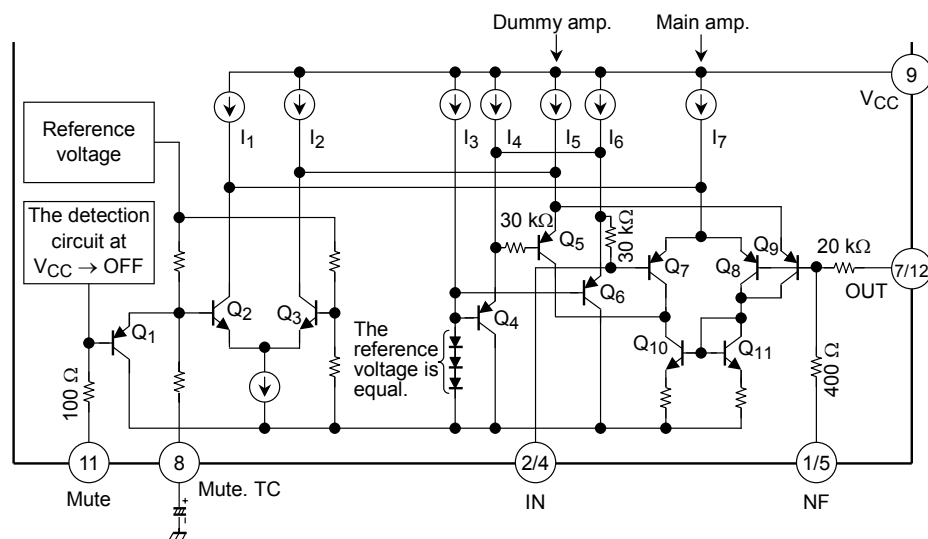 Dummy amp.
Main amp.
9
VCC
I1
I2
I3
I4
I5
I6
I7
Reference
voltage
The detection
circuit at
VCC → OFF
30 kΩ
Q5
30 kΩ
Q9
20 kΩ
7/12
OUT
Q7
Q8
Q6
Q2
Q3
Q4
Q1
The
reference
voltage is
equal.
Q10
Q11
100 Ω
400 Ω
11
Mute
8
Mute. TC
+
2/4
IN
1/5
NF